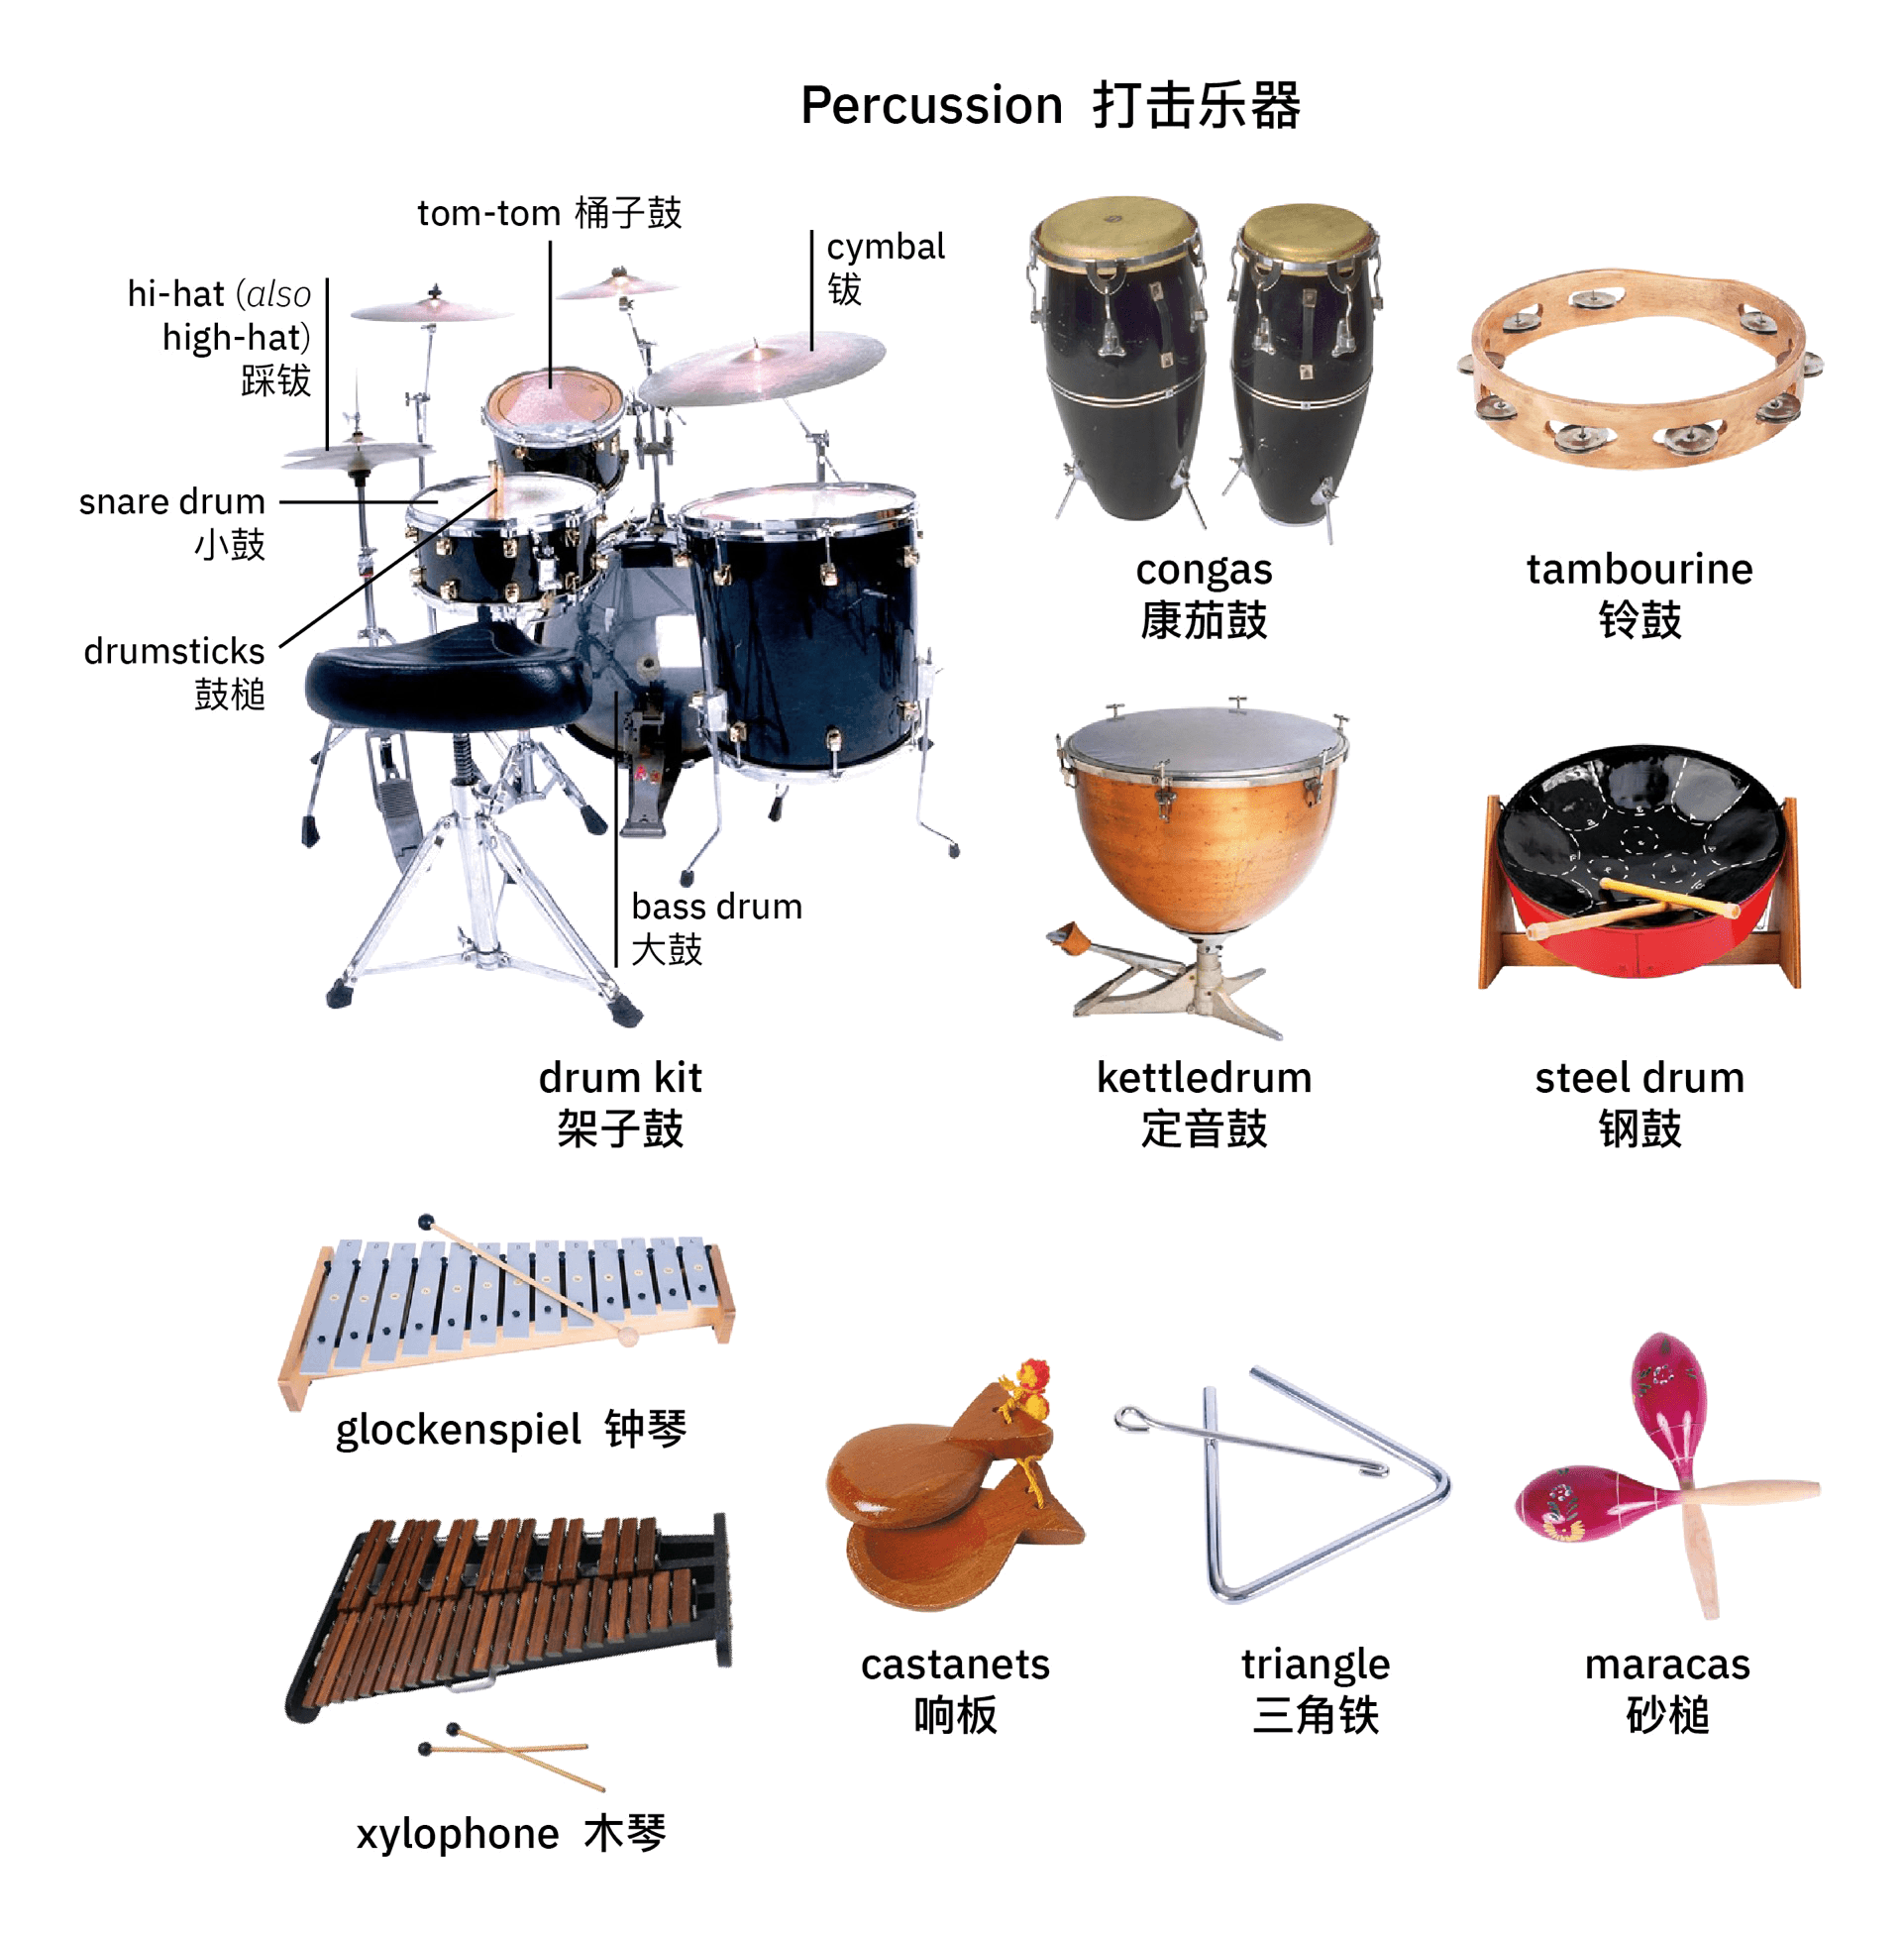 Percussion 打击乐器
tom-tom 桶子鼓
cymbal
钹
hi-hat (also
high-hat)
踩钹
snare drum
小鼓
drumsticks
鼓槌
bass drum
大鼓
drum kit
架子鼓
congas
康茄鼓
tambourine
铃鼓
kettledrum
定音鼓
steel drum
钢鼓
glockenspiel 钟琴
xylophone 木琴
castanets
响板
triangle
三角铁
maracas
砂槌